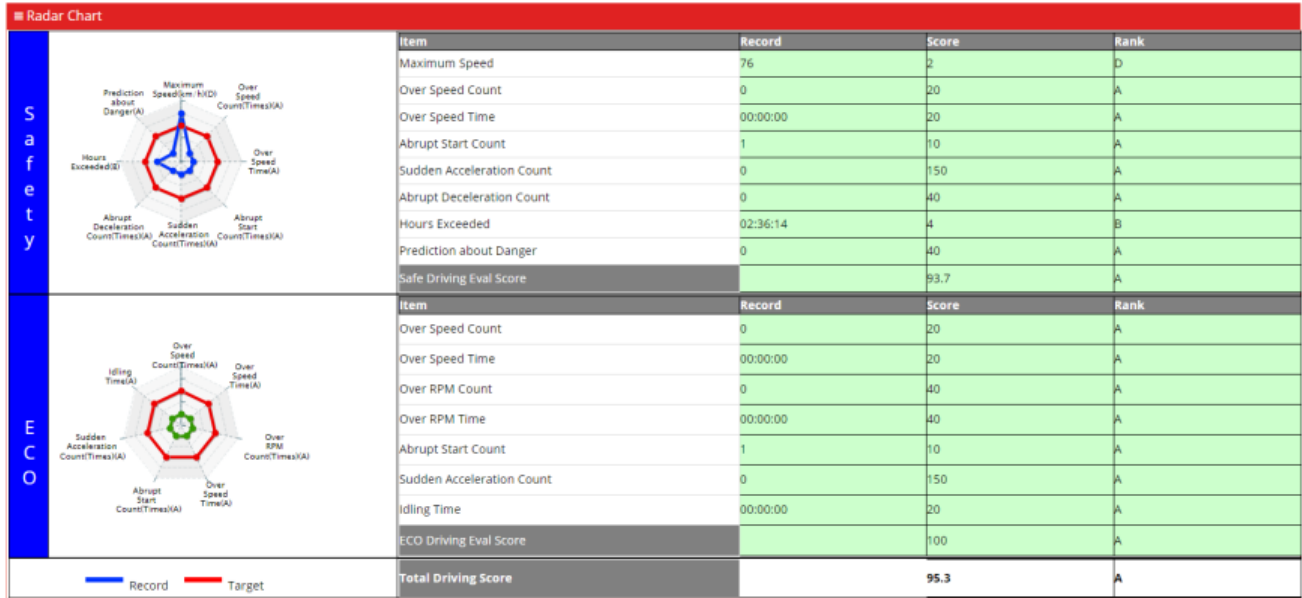 Radar Chart
Safety
Maximum
Speed(km/h)(D)
Over
Speed
Count(Times)(A)
Over
Speed
Time(A)
Abrupt
Start
Count(Times)(A)
Sudden
Acceleration
Count(Times)(A)
Abrupt
Deceleration
Count(Times)(A)
Hours
Exceeded(B)
Prediction
about
Danger(A)
Item Record Score Rank
Maximum Speed 76 2 D
Over Speed Count 0 20 A
Over Speed Time 00:00:00 20 A
Abrupt Start Count 1 10 A
Sudden Acceleration Count 0 150 A
Abrupt Deceleration Count 0 40 A
Hours Exceeded 02:36:14 4 B
Prediction about Danger 0 40 A
Safe Driving Eval Score 93.7 A
ECO
Over
Speed
Count(Times)(A)
Over
Speed
Time(A)
Over
RPM
Count(Times)(A)
Over
Speed
Time(A)
Abrupt
Start
Count(Times)(A)
Sudden
Acceleration
Count(Times)(A)
Idling
Time(A)
Item Record Score Rank
Over Speed Count 0 20 A
Over Speed Time 00:00:00 20 A
Over RPM Count 0 40 A
Over RPM Time 00:00:00 40 A
Abrupt Start Count 1 10 A
Sudden Acceleration Count 0 150 A
Idling Time 00:00:00 20 A
ECO Driving Eval Score 100 A
Record Target
Total Driving Score 95.3 A